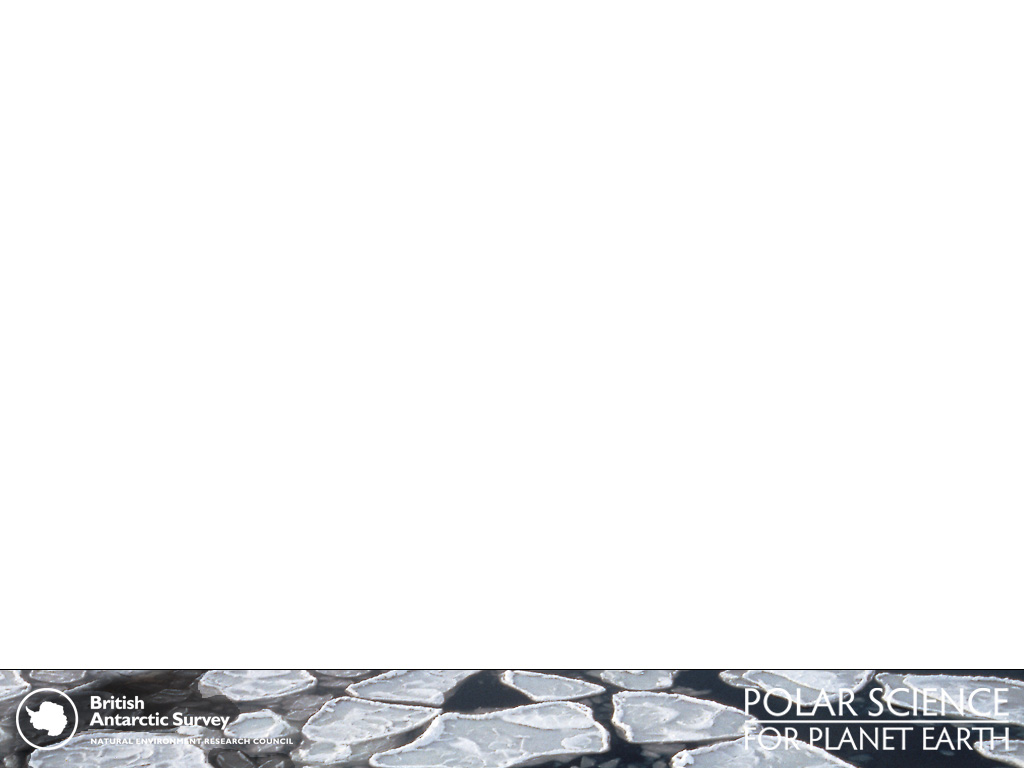 British
Antarctic Survey
NATURAL ENVIRONMENT RESEARCH COUNCIL
POLAR SCIENCE
FOR PLANET EARTH